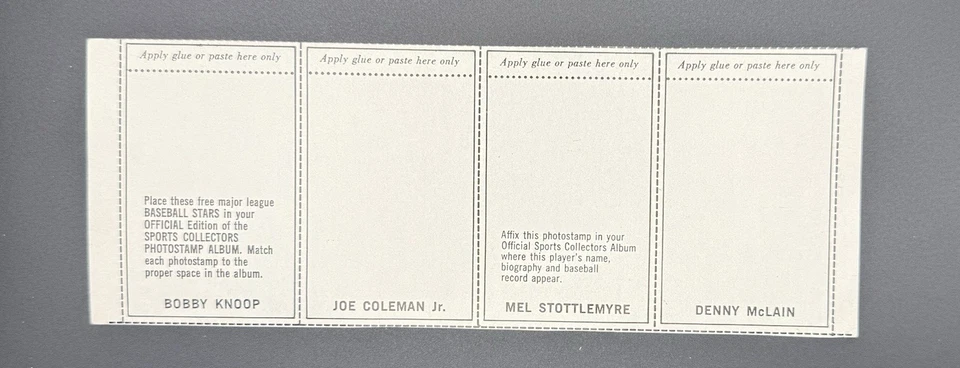 Apply glue or paste here only
Place these free major league
BASEBALL STARS in your
OFFICIAL Edition of the
SPORTS COLLECTORS
PHOTOSTAMP ALBUM. Match
each photostamp to the
proper space in the album.
BOBBY KNOOP
Apply glue or paste here only
JOE COLEMAN Jr.
Apply glue or paste here only
Affix this photostamp in your
Official Sports Collectors Album
where this player's name,
biography and baseball
record appear.
MEL STOTTLEMYRE
Apply glue or paste here only
DENNY McLAIN